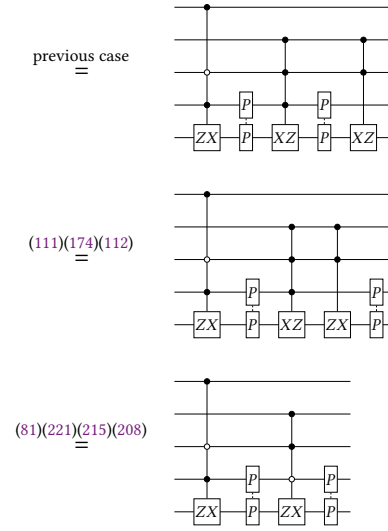 previous case
=
P P
ZX P XZ P XZ
(111)(174)(112)
=
P P
ZX P XZ ZX P
(81)(221)(215)(208)
=
P P
ZX P ZX P